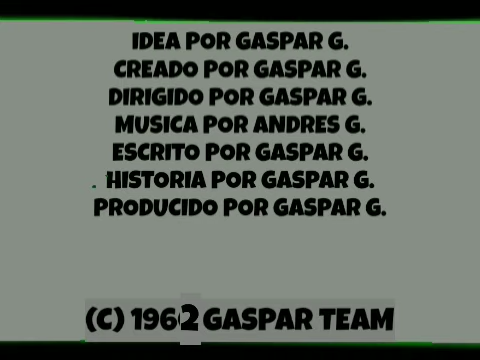 IDEA POR GASPAR G.
CREADO POR GASPAR G.
DIRIGIDO POR GASPAR G.
MUSICA POR ANDRES G.
ESCRITO POR GASPAR G.
HISTORIA POR GASPAR G.
PRODUCIDO POR GASPAR G.
(C) 1962 GASPAR TEAM